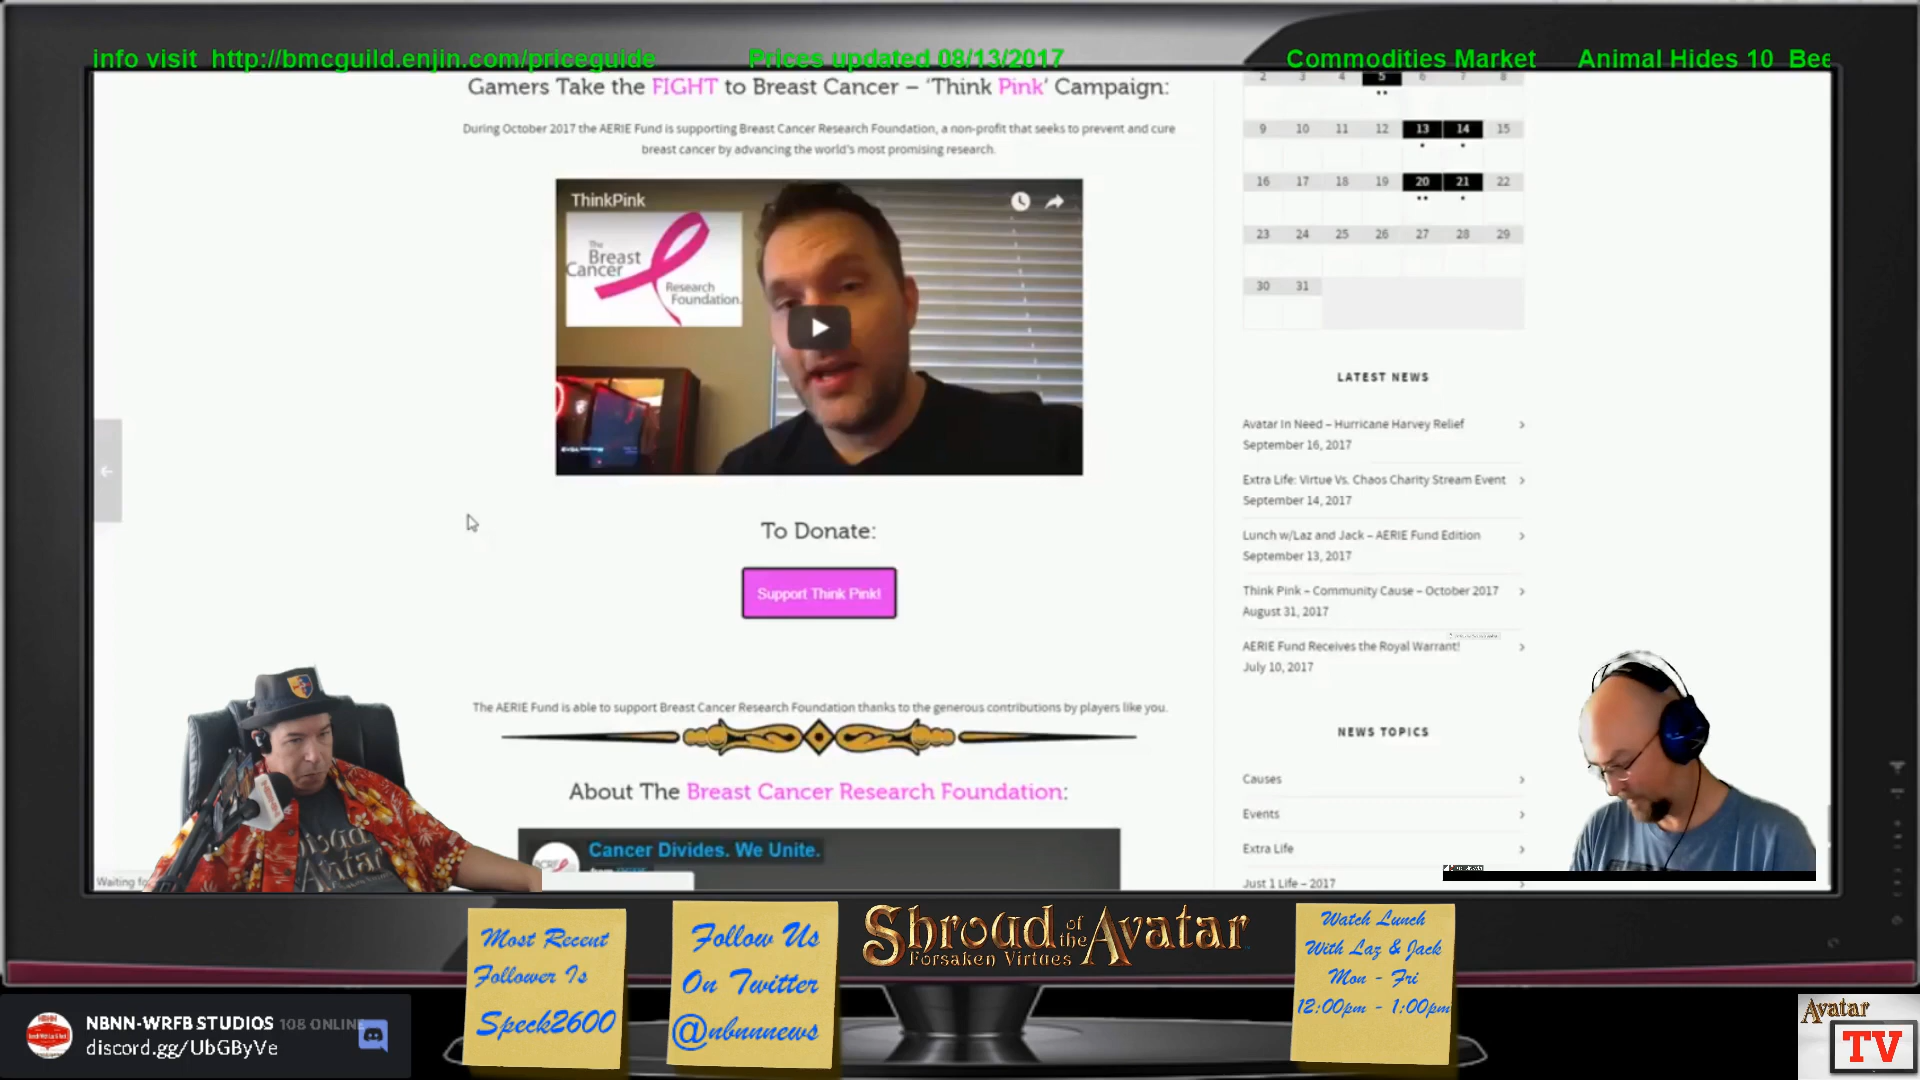 info visit http://bmcguild.enjin.com/priceguide Prices updated 08/13/2017 Commodities Market Animal Hides 10 Bee
Gamers Take the FIGHT to Breast Cancer – ‘Think Pink’ Campaign:
During October 2017 the AERIE Fund is supporting Breast Cancer Research Foundation, a non-profit that seeks to prevent and cure
breast cancer by advancing the world's most promising research.
ThinkPink
The
Breast
Cancer
Research
Foundation.
To Donate:
Support Think Pink!
The AERIE Fund is able to support Breast Cancer Research Foundation thanks to the generous contributions by players like you.
About The Breast Cancer Research Foundation:
Cancer Divides. We Unite.
Waiting fo
2 3 4 5 6 7 8
9 10 11 12 13 14 15
16 17 18 19 20 21 22
23 24 25 26 27 28 29
30 31
LATEST NEWS
Avatar In Need – Hurricane Harvey Relief
September 16, 2017
Extra Life: Virtue Vs. Chaos Charity Stream Event
September 14, 2017
Lunch w/Laz and Jack – AERIE Fund Edition
September 13, 2017
Think Pink – Community Cause – October 2017
August 31, 2017
AERIE Fund Receives the Royal Warrant!
July 10, 2017
NEWS TOPICS
Causes
Events
Extra Life
Just 1 Life – 2017
Most Recent
Follower Is
Speck2600
Follow Us
On Twitter
@nbnnnews
Shroud of the Avatar
Forsaken Virtues
Watch Lunch
With Laz & Jack
Mon - Fri
12:00pm - 1:00pm
NBNN-WRFB STUDIOS 108 ONLINE
discord.gg/UbGByVe
Avatar
TV